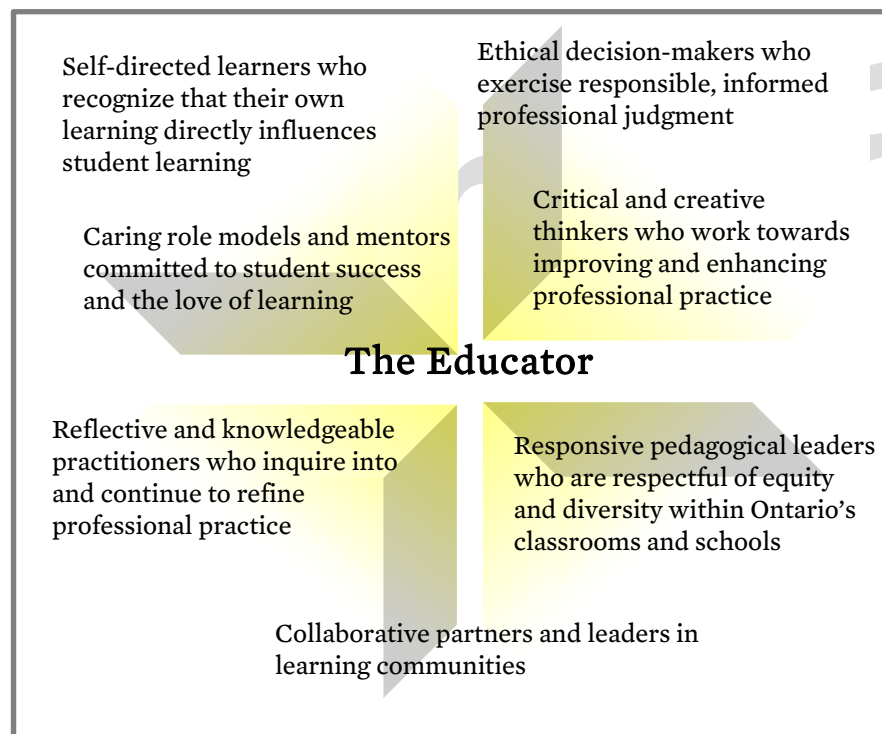 Self-directed learners who
recognize that their own
learning directly influences
student learning
Ethical decision-makers who
exercise responsible, informed
professional judgment
Caring role models and mentors
committed to student success
and the love of learning
Critical and creative
thinkers who work towards
improving and enhancing
professional practice
The Educator
Reflective and knowledgeable
practitioners who inquire into
and continue to refine
professional practice
Responsive pedagogical leaders
who are respectful of equity
and diversity within Ontario’s
classrooms and schools
Collaborative partners and leaders in
learning communities